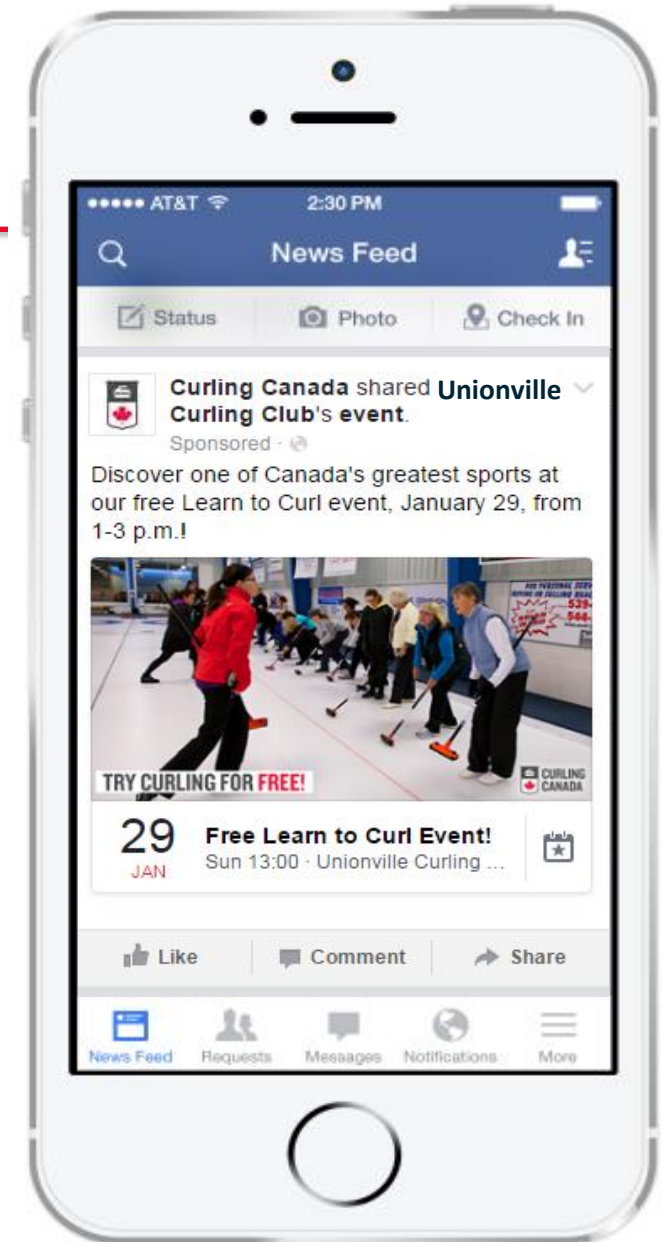 AT&T 2:30 PM
News Feed
Status Photo Check In
Curling Canada shared Unionville
Curling Club's event.
Sponsored ·
Discover one of Canada's greatest sports at
our free Learn to Curl event, January 29, from
1-3 p.m.!
539-
544-
TRY CURLING FOR FREE!
CURLING
CANADA
29 Free Learn to Curl Event!
JAN Sun 13:00 · Unionville Curling ...
Like Comment Share
News Feed Requests Messages Notifications More